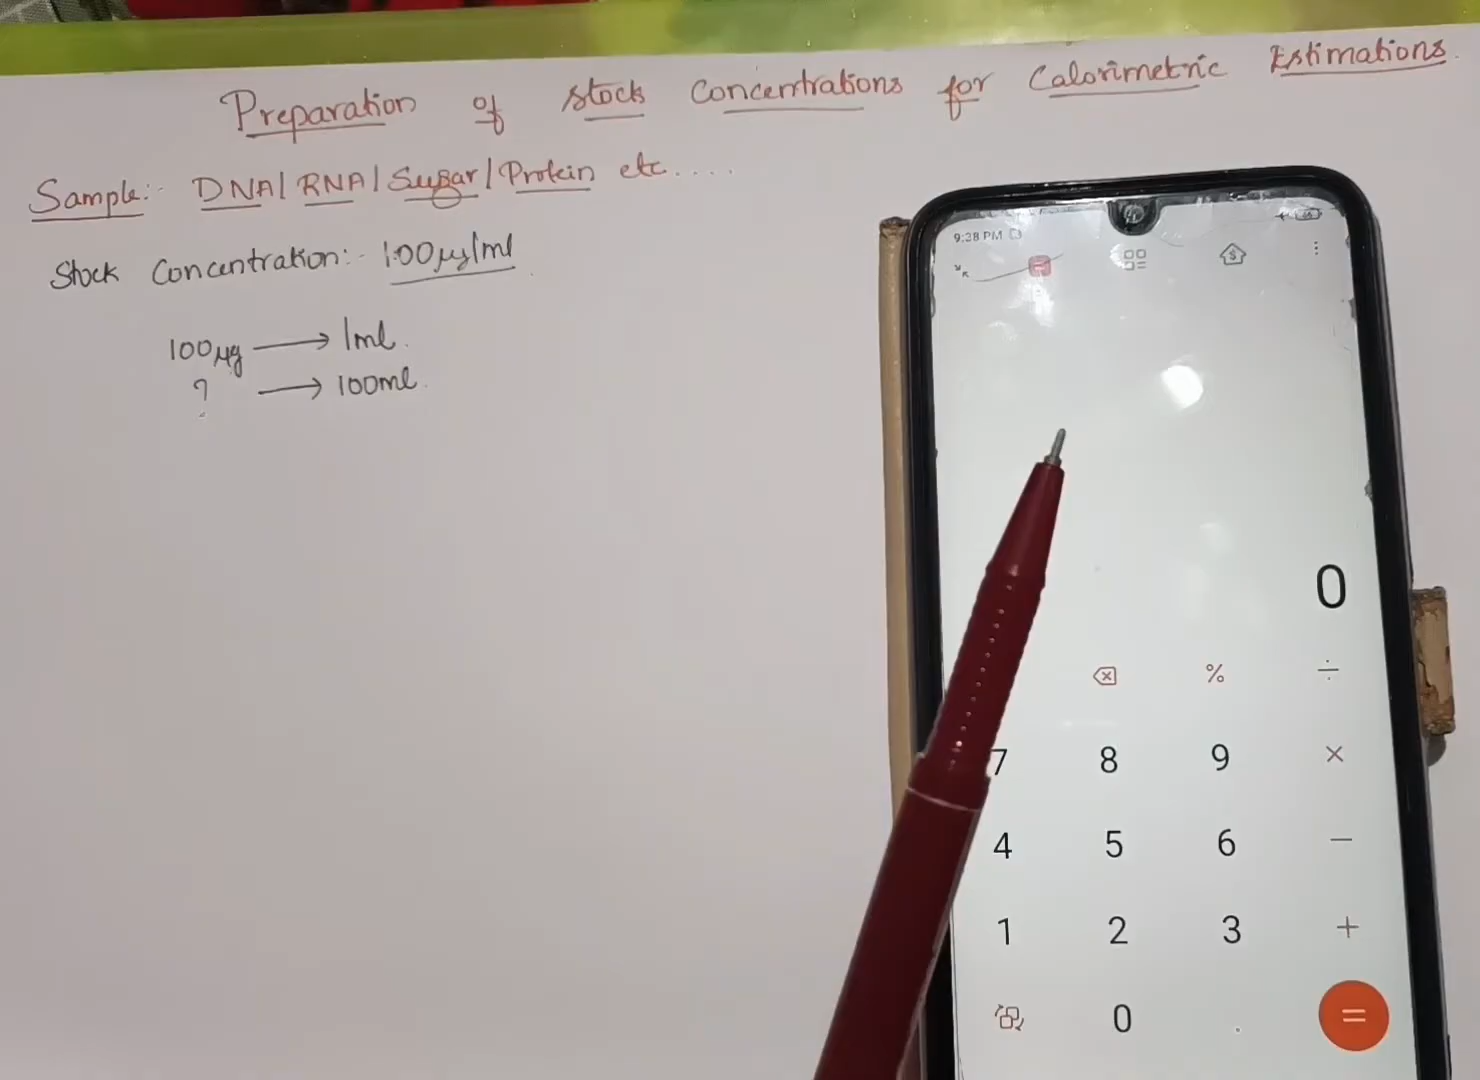 Preparation of stock Concentrations for Calorimetric Estimations.
Sample:- DNA/ RNA/ Sugar/ Protein etc....
Stock Concentration:- 100µg/ml
100µg → 1ml.
? → 100ml.
9:28 PM
0
% ÷
7 8 9 ×
4 5 6 −
1 2 3 +
0 . =